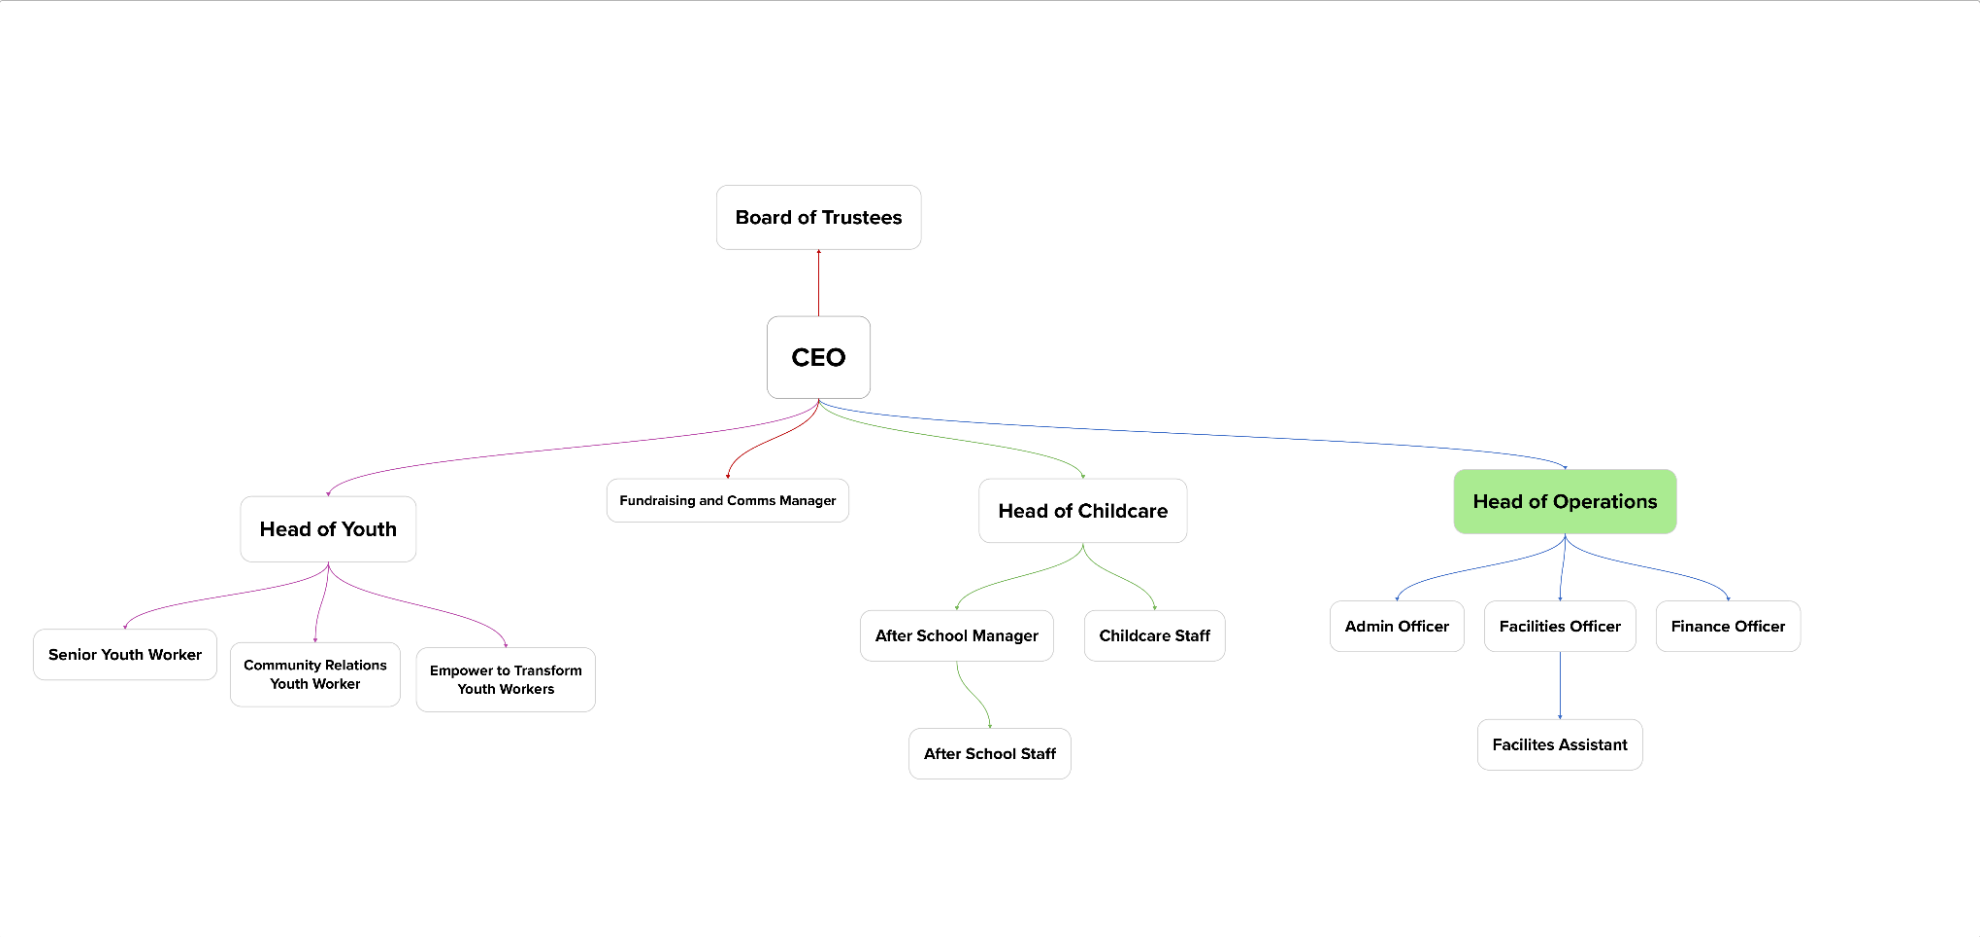 Board of Trustees
CEO
Head of Youth
Fundraising and Comms Manager
Head of Childcare
Head of Operations
Senior Youth Worker
Community Relations
Youth Worker
Empower to Transform
Youth Workers
After School Manager
Childcare Staff
Admin Officer
Facilities Officer
Finance Officer
After School Staff
Facilites Assistant